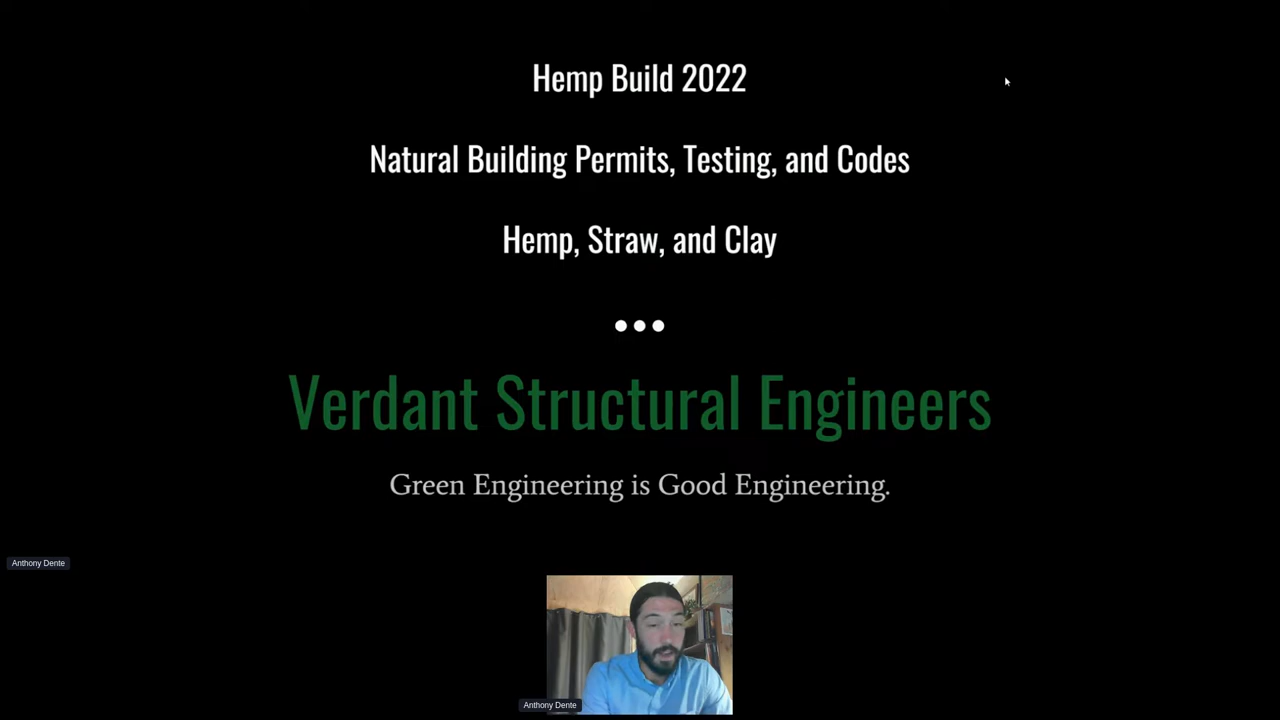 Hemp Build 2022
Natural Building Permits, Testing, and Codes
Hemp, Straw, and Clay
Verdant Structural Engineers
Green Engineering is Good Engineering.
Anthony Dente
Anthony Dente